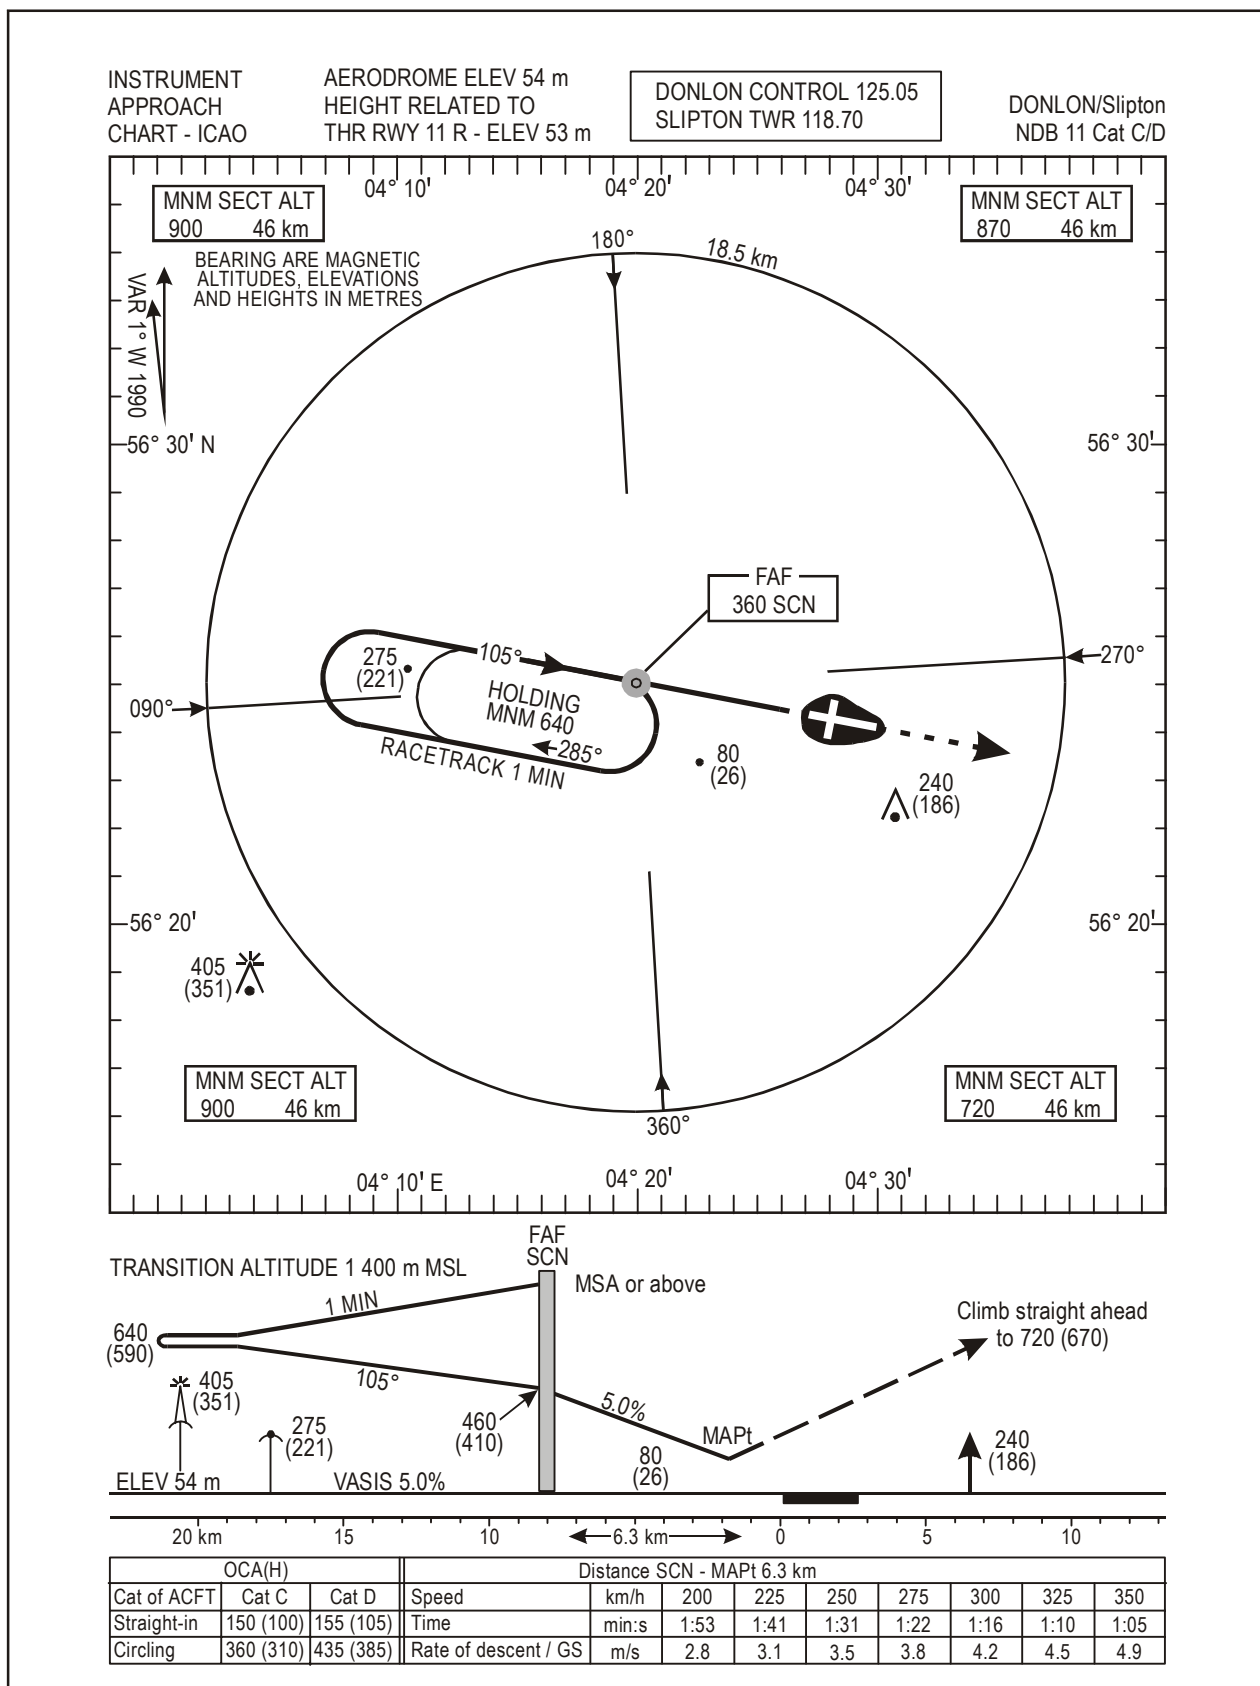 INSTRUMENT
APPROACH
CHART - ICAO
AERODROME ELEV 54 m
HEIGHT RELATED TO
THR RWY 11 R - ELEV 53 m
DONLON CONTROL 125.05
SLIPTON TWR 118.70
DONLON/Slipton
NDB 11 Cat C/D
04° 10'
04° 20'
04° 30'
MNM SECT ALT
900 46 km
MNM SECT ALT
870 46 km
BEARING ARE MAGNETIC
ALTITUDES, ELEVATIONS
AND HEIGHTS IN METRES
VAR 1° W 1990
180°
18.5 km
56° 30' N
56° 30'
FAF
360 SCN
275
(221)
105°
270°
090°
HOLDING
MNM 640
285°
RACETRACK 1 MIN
80
(26)
240
(186)
56° 20'
56° 20'
405
(351)
MNM SECT ALT
900 46 km
MNM SECT ALT
720 46 km
360°
04° 10' E
04° 20'
04° 30'
FAF
SCN
TRANSITION ALTITUDE 1 400 m MSL
MSA or above
1 MIN
Climb straight ahead
to 720 (670)
640
(590)
105°
405
(351)
5.0%
460
(410)
275
(221)
MAPt
80
(26)
240
(186)
ELEV 54 m
VASIS 5.0%
20 km 15 10 6.3 km 0 5 10
OCA(H) Distance SCN - MAPt 6.3 km
Cat of ACFT Cat C Cat D Speed km/h 200 225 250 275 300 325 350
Straight-in 150 (100) 155 (105) Time min:s 1:53 1:41 1:31 1:22 1:16 1:10 1:05
Circling 360 (310) 435 (385) Rate of descent / GS m/s 2.8 3.1 3.5 3.8 4.2 4.5 4.9